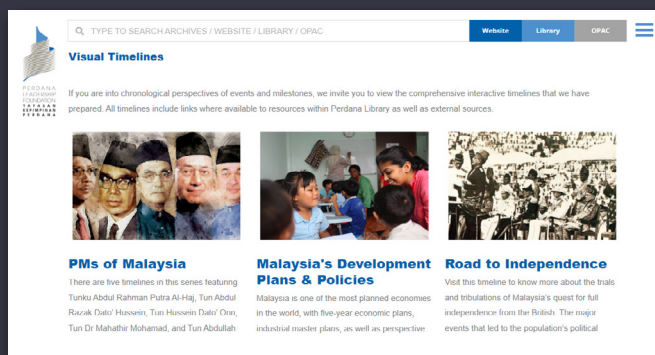 TYPE TO SEARCH ARCHIVES / WEBSITE / LIBRARY / OPAC
Website
Library
OPAC
PERDANA
LEADERSHIP
FOUNDATION
YAYASAN
KEPIMPINAN
PERDANA
Visual Timelines
If you are into chronological perspectives of events and milestones, we invite you to view the comprehensive interactive timelines that we have
prepared. All timelines include links where available to resources within Perdana Library as well as external sources.
PMs of Malaysia
There are five timelines in this series featuring
Tunku Abdul Rahman Putra Al-Haj, Tun Abdul
Razak Dato' Hussein, Tun Hussein Dato' Onn,
Tun Dr Mahathir Mohamad, and Tun Abdullah
Malaysia's Development
Plans & Policies
Malaysia is one of the most planned economies
in the world, with five-year economic plans,
industrial master plans, as well as perspective
Road to Independence
Visit this timeline to know more about the trials
and tribulations of Malaysia's quest for full
independence from the British. The major
events that led to the population's political